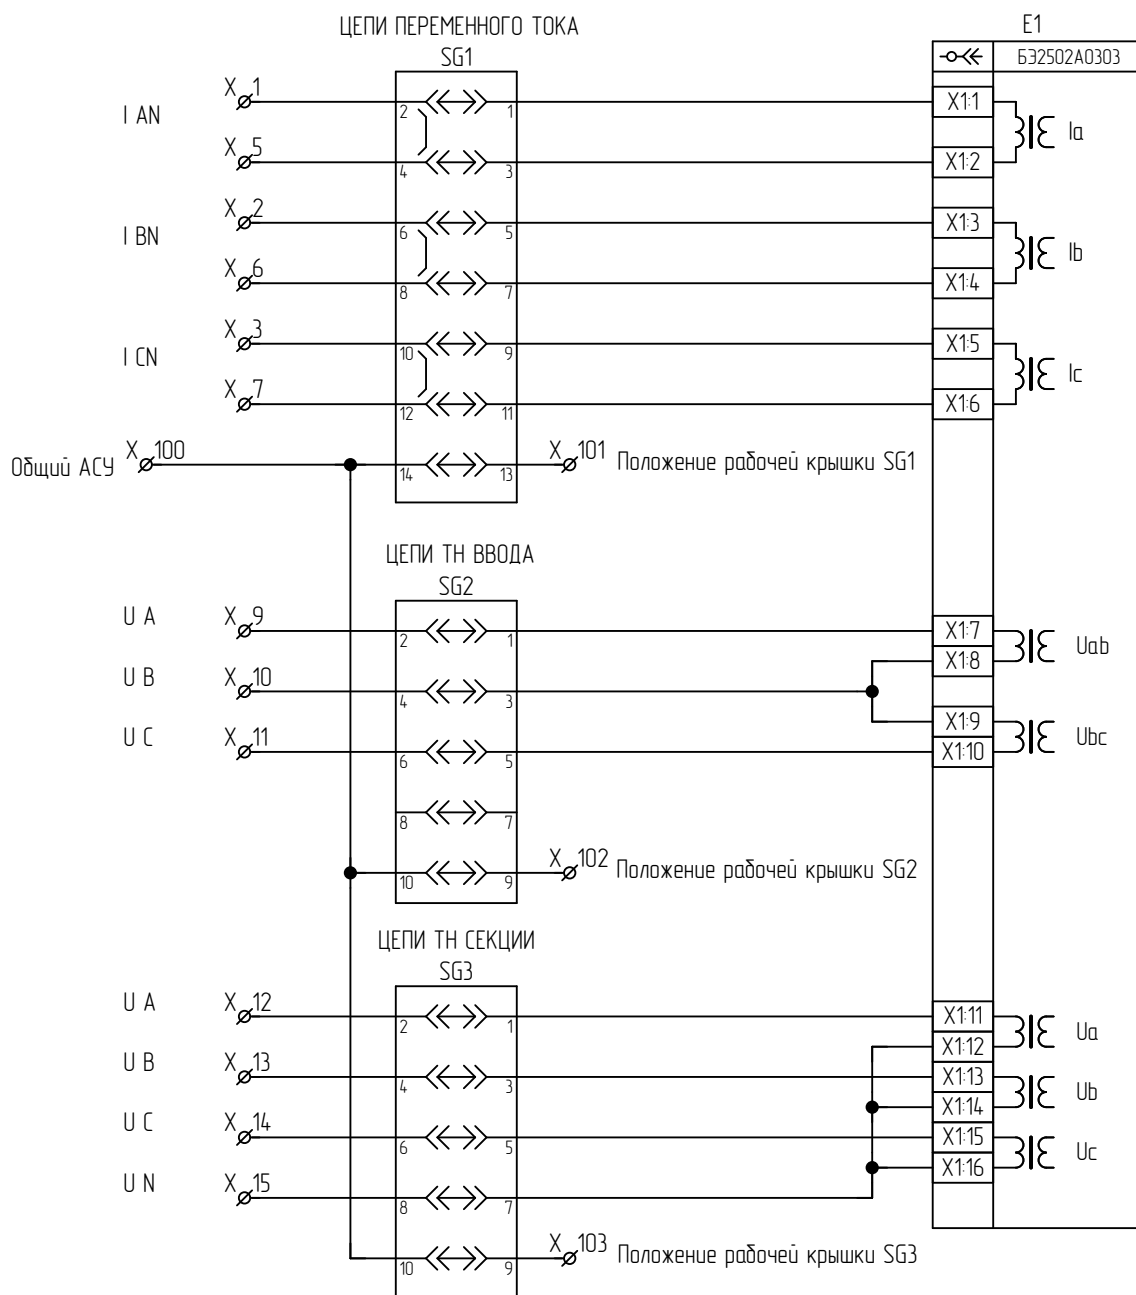 ЦЕПИ ПЕРЕМЕННОГО ТОКА
SG1
E1
БЭ2502А0303
I AN
X 1
2
1
X1:1
Ia
X 5
4
3
X1:2
I BN
X 2
6
5
X1:3
Ib
X 6
8
7
X1:4
I CN
X 3
10
9
X1:5
Ic
X 7
12
11
X1:6
Общий АСУ
X 100
14
13
X 101
Положение рабочей крышки SG1
ЦЕПИ ТН ВВОДА
SG2
U A
X 9
2
1
X1:7
Uab
X1:8
U B
X 10
4
3
X1:9
Ubc
U C
X 11
6
5
X1:10
8
7
10
9
X 102
Положение рабочей крышки SG2
ЦЕПИ ТН СЕКЦИИ
SG3
U A
X 12
2
1
X1:11
Ua
X1:12
U B
X 13
4
3
X1:13
Ub
X1:14
U C
X 14
6
5
X1:15
Uc
X1:16
U N
X 15
8
7
10
9
X 103
Положение рабочей крышки SG3